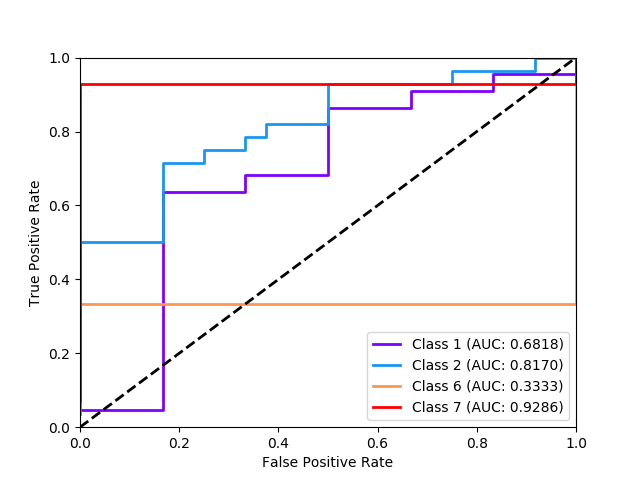 1.0
0.8
0.6
0.4
0.2
0.0
True Positive Rate
Class 1 (AUC: 0.6818)
Class 2 (AUC: 0.8170)
Class 6 (AUC: 0.3333)
Class 7 (AUC: 0.9286)
0.0 0.2 0.4 0.6 0.8 1.0
False Positive Rate